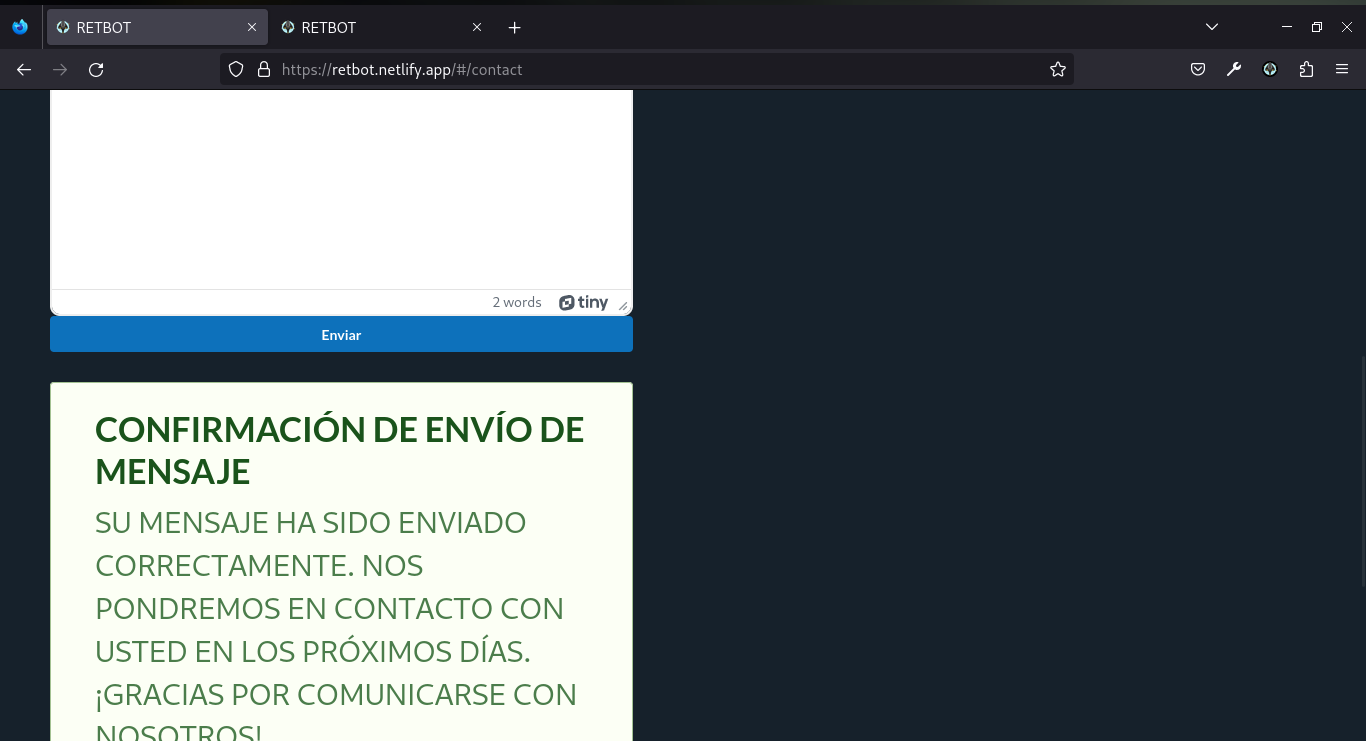 RETBOT
RETBOT
https://retbot.netlify.app/#/contact
2 words tiny
Enviar
CONFIRMACIÓN DE ENVÍO DE
MENSAJE
SU MENSAJE HA SIDO ENVIADO
CORRECTAMENTE. NOS
PONDREMOS EN CONTACTO CON
USTED EN LOS PRÓXIMOS DÍAS.
¡GRACIAS POR COMUNICARSE CON
NOSOTROS!